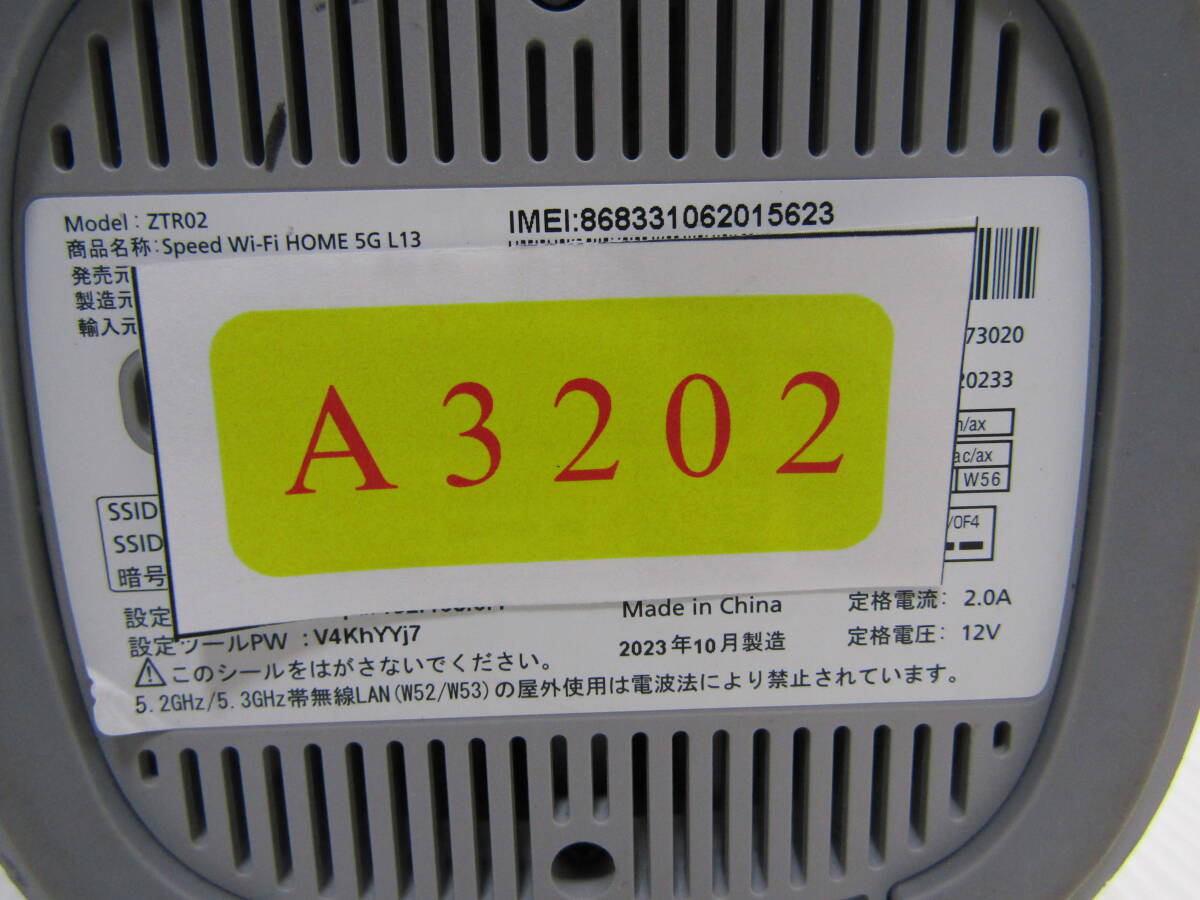 Model : ZTR02
商品名称:Speed Wi-Fi HOME 5G L13
IMEI:868331062015623
発売元
製造元
輸入元
73020
20233
A3202
n/ax
ac/ax
W56
/OF4
SSID
SSID
暗号
設定
Made in China
定格電流: 2.0A
設定ツールPW :V4KhYYj7
2023年10月製造
定格電圧: 12V
⚠このシールをはがさないでください。
5.2GHz/5.3GHz帯無線LAN(W52/W53)の屋外使用は電波法により禁止されています。